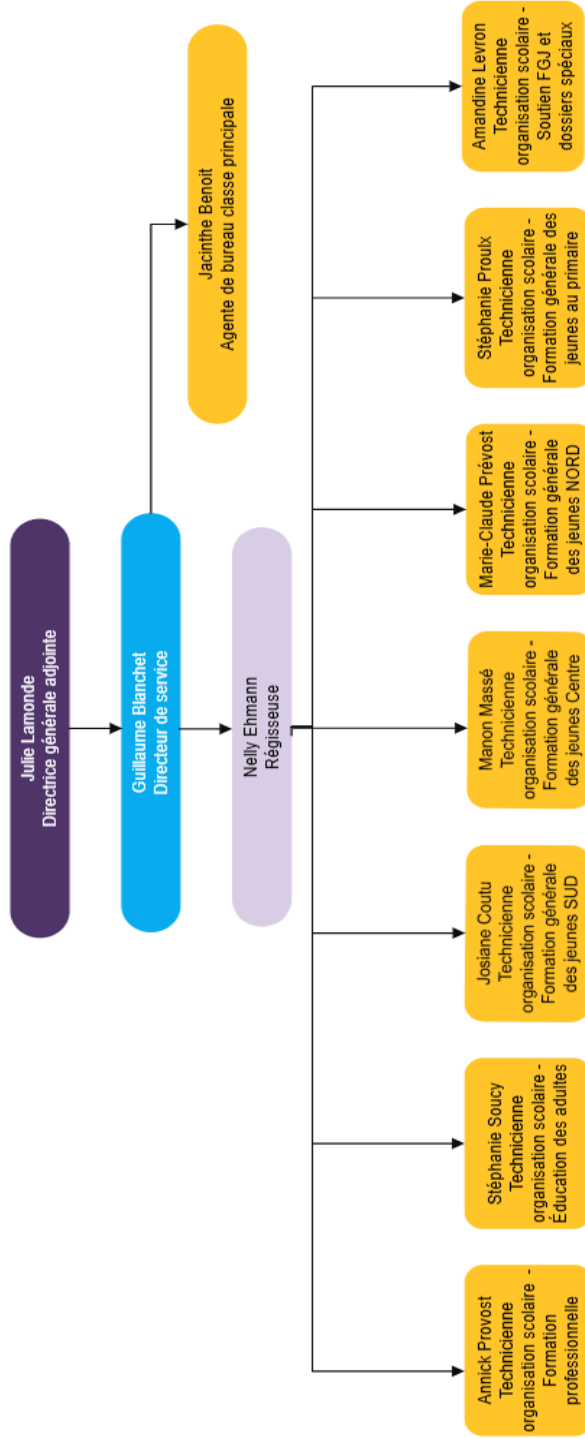 Julie Lamonde
Directrice générale adjointe
Guillaume Blanchet
Directeur de service
Jacinthe Benoit
Agente de bureau classe principale
Nelly Ehmann
Régisseuse
Annick Provost
Technicienne
organisation scolaire -
Formation
professionnelle
Stéphanie Soucy
Technicienne
organisation scolaire -
Éducation des adultes
Josiane Coutu
Technicienne
organisation scolaire -
Formation générale
des jeunes SUD
Manon Massé
Technicienne
organisation scolaire -
Formation générale
des jeunes Centre
Marie-Claude Prévost
Technicienne
organisation scolaire -
Formation générale
des jeunes NORD
Stéphanie Proulx
Technicienne
organisation scolaire -
Formation générale des
jeunes au primaire
Amandine Levron
Technicienne
organisation scolaire -
Soutien FGJ et
dossiers spéciaux